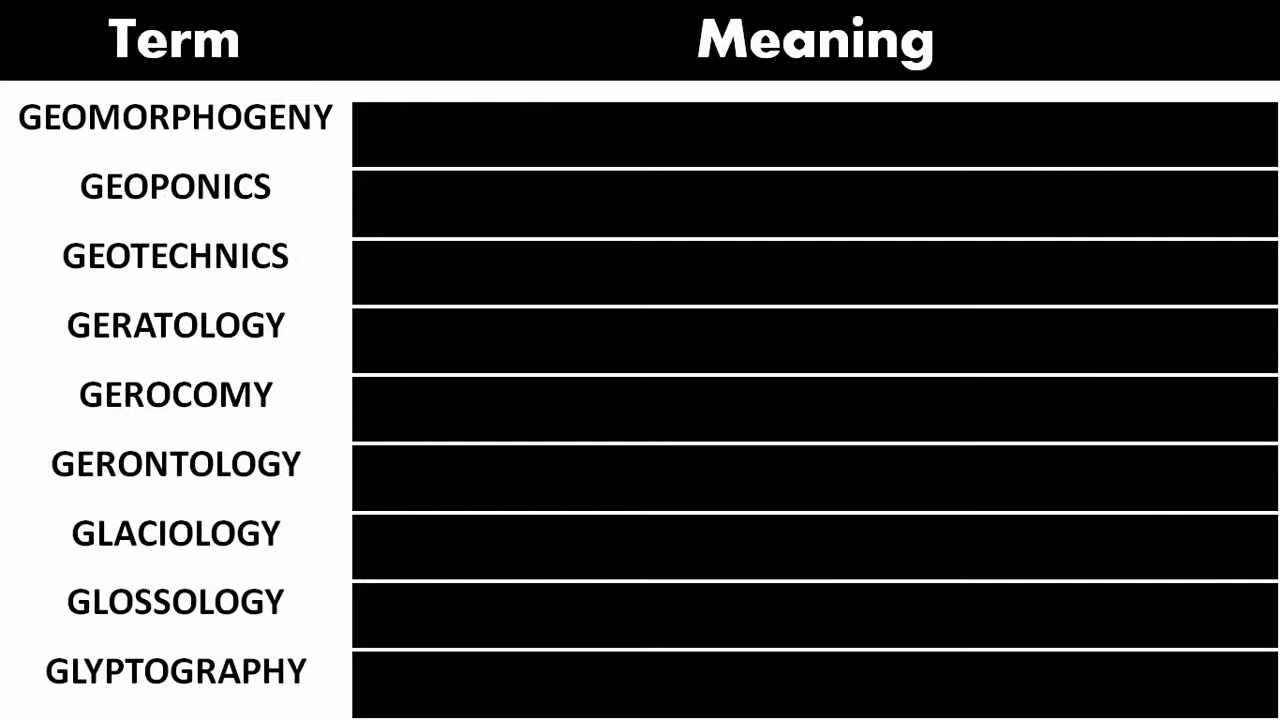 Term Meaning
GEOMORPHOGENY
GEOPONICS
GEOTECHNICS
GERATOLOGY
GEROCOMY
GERONTOLOGY
GLACIOLOGY
GLOSSOLOGY
GLYPTOGRAPHY